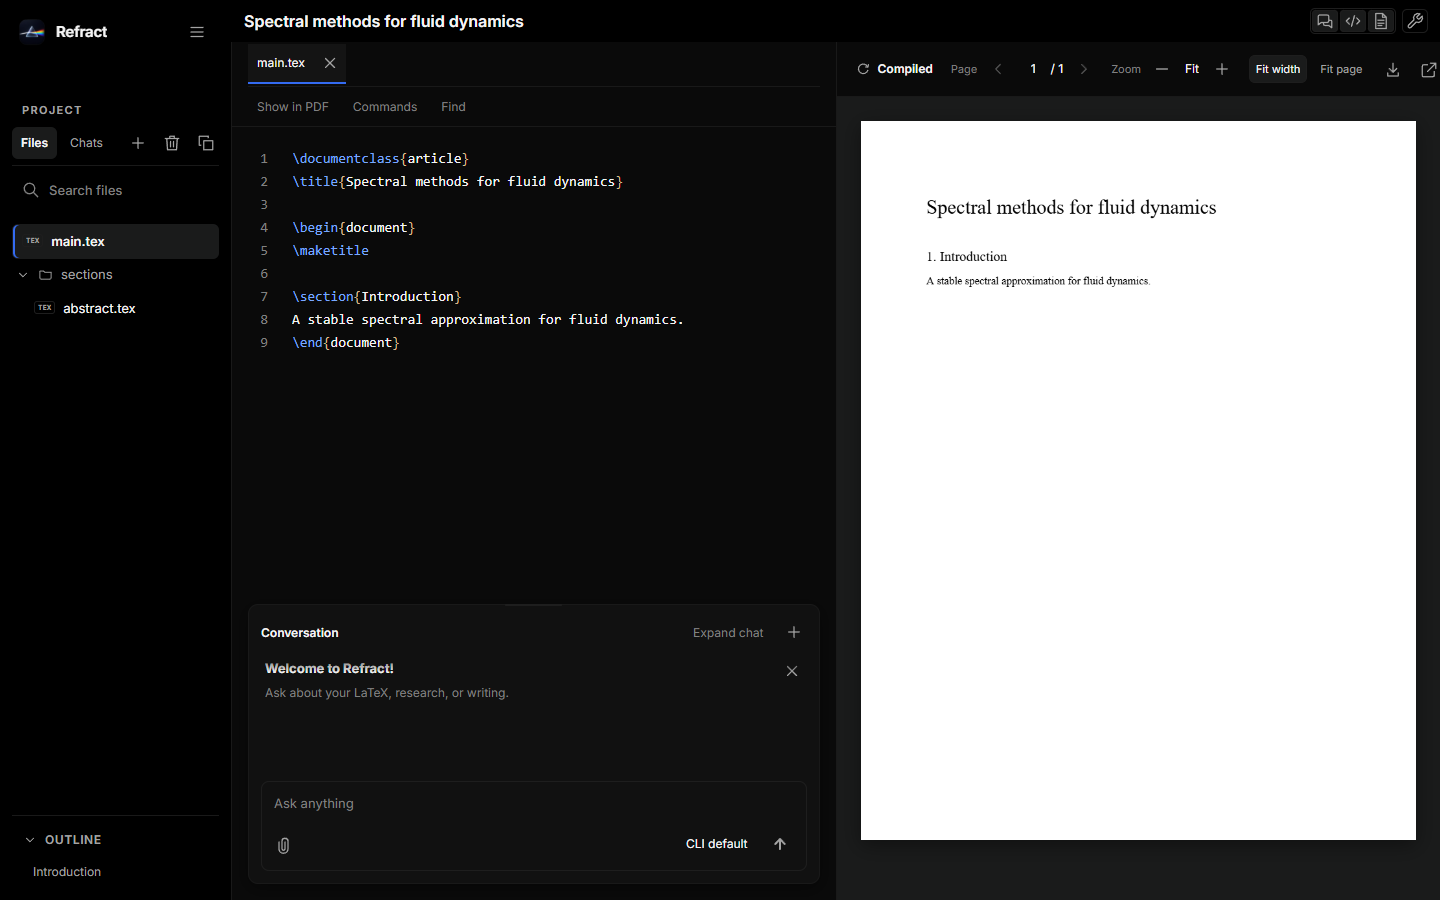 Refract
Spectral methods for fluid dynamics
PROJECT
Files Chats
Search files
TEX main.tex
sections
TEX abstract.tex
OUTLINE
Introduction
main.tex
Show in PDF Commands Find
1 \documentclass{article}
2 \title{Spectral methods for fluid dynamics}
3
4 \begin{document}
5 \maketitle
6
7 \section{Introduction}
8 A stable spectral approximation for fluid dynamics.
9 \end{document}
Conversation
Expand chat
Welcome to Refract!
Ask about your LaTeX, research, or writing.
Ask anything
CLI default
Compiled Page 1 / 1 Zoom Fit Fit width Fit page
Spectral methods for fluid dynamics
1. Introduction
A stable spectral approximation for fluid dynamics.